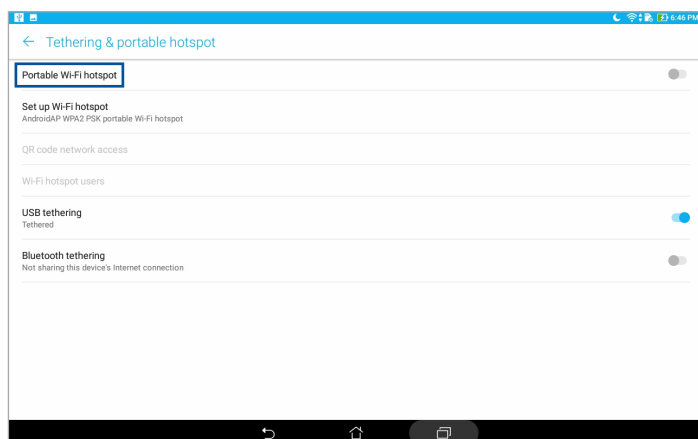 6:46 PM
Tethering & portable hotspot
Portable Wi-Fi hotspot
Set up Wi-Fi hotspot
AndroidAP WPA2 PSK portable Wi-Fi hotspot
QR code network access
Wi-Fi hotspot users
USB tethering
Tethered
Bluetooth tethering
Not sharing this device's Internet connection